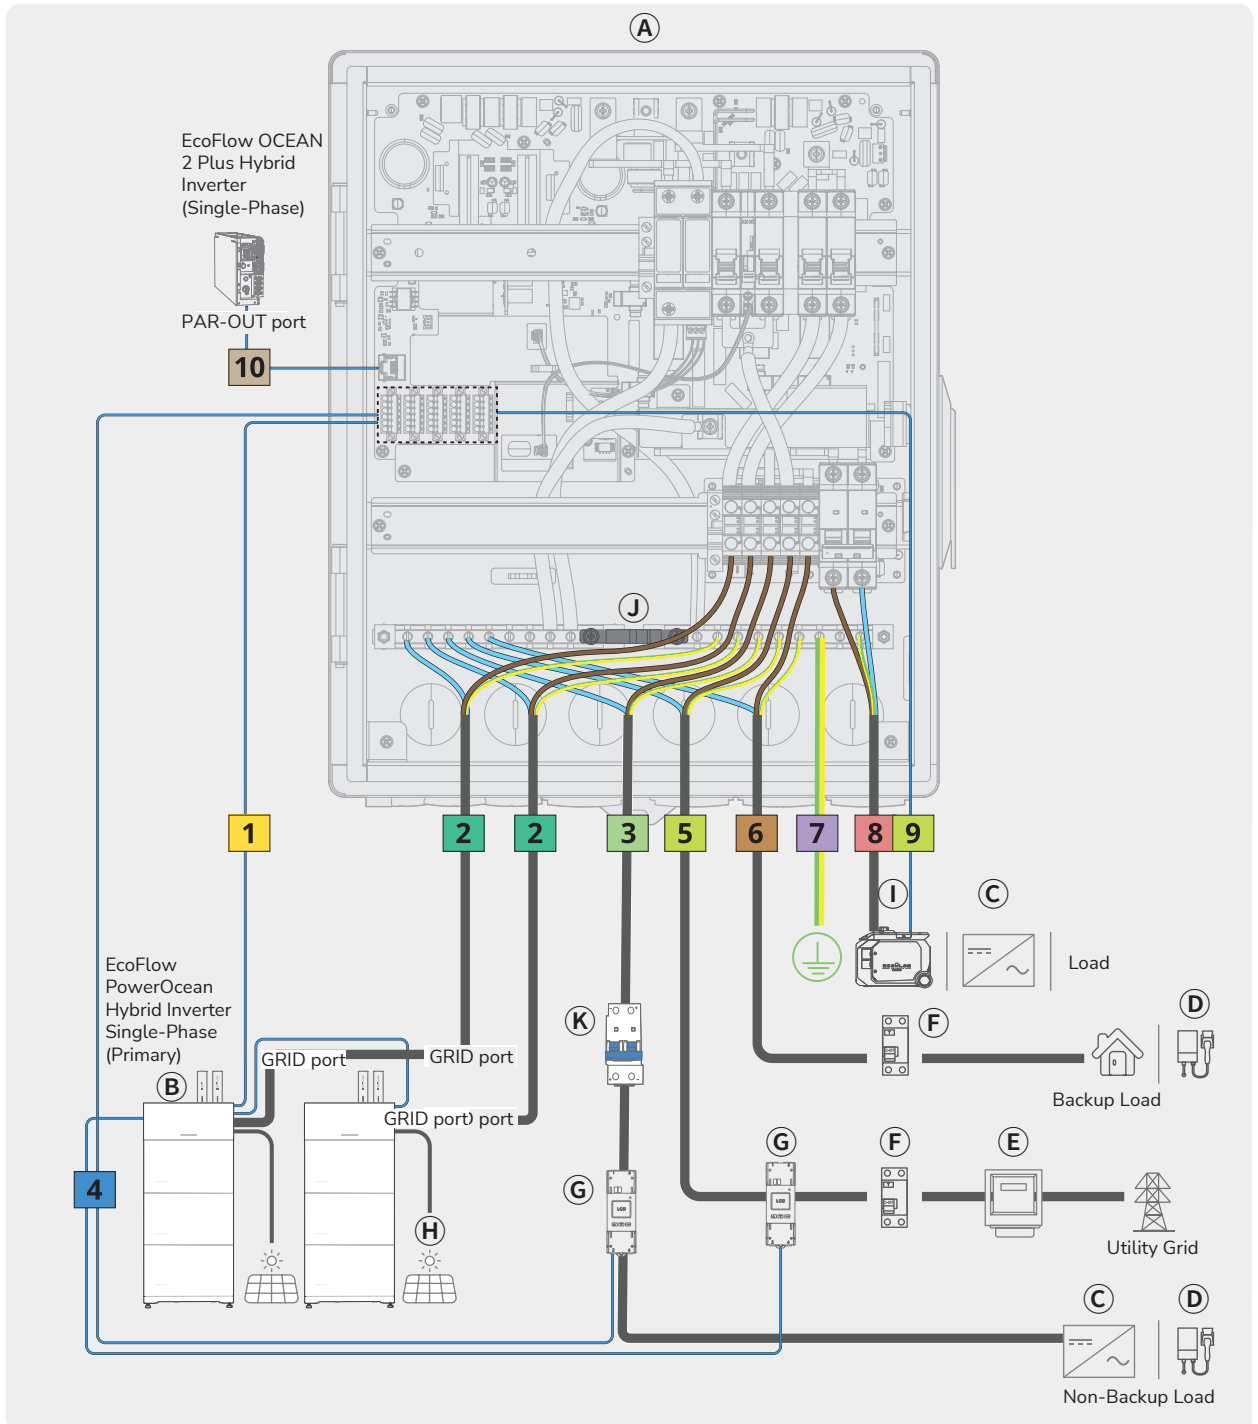 A
EcoFlow OCEAN
2 Plus Hybrid
Inverter
(Single-Phase)
PAR-OUT port
10
J
1
2
2
3
5
6
7
8
9
I
C
Load
EcoFlow
PowerOcean
Hybrid Inverter
Single-Phase
(Primary)
K
F
D
GRID port
GRID port
B
Backup Load
GRID port
port
4
G
G
F
E
H
Utility Grid
C
D
Non-Backup Load